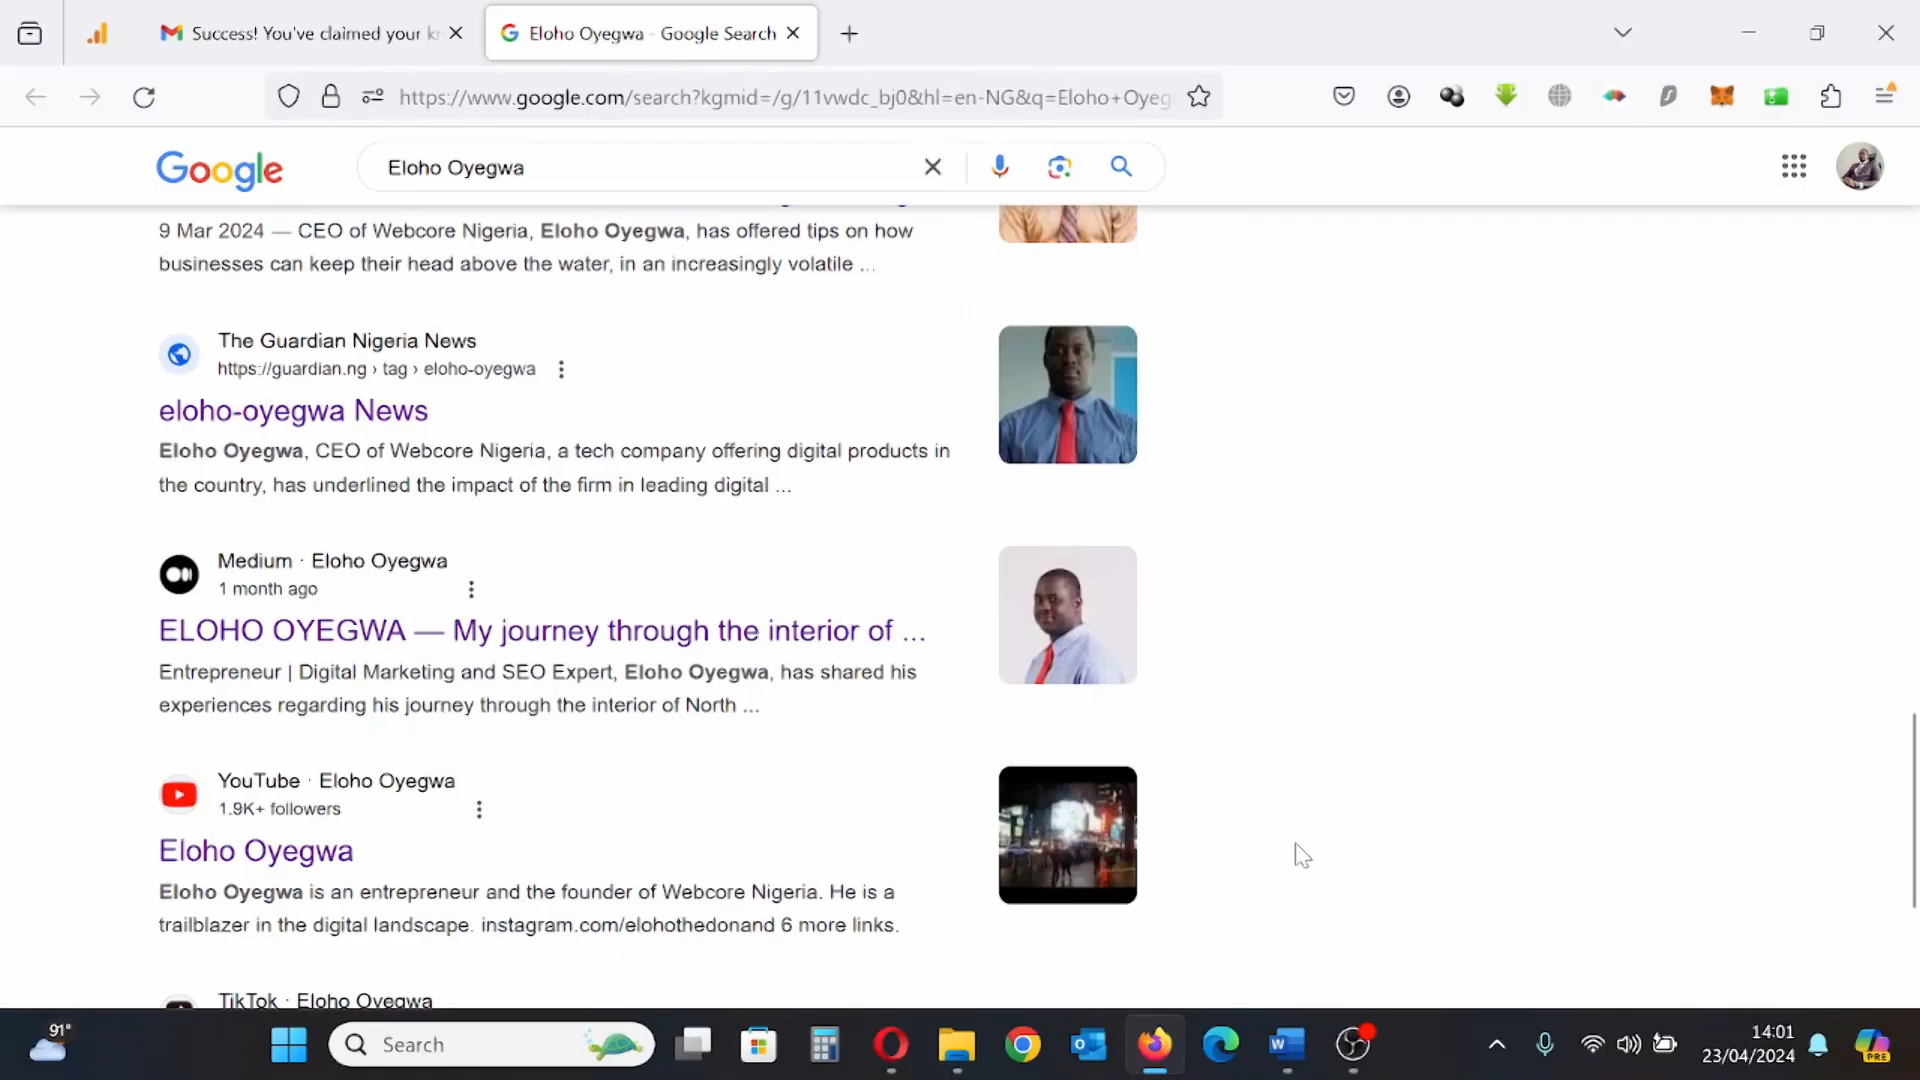 Success! You've claimed your kn
Eloho Oyegwa - Google Search
https://www.google.com/search?kgmid=/g/11vwdc_bj0&hl=en-NG&q=Eloho+Oyeg
Google
Eloho Oyegwa
9 Mar 2024 — CEO of Webcore Nigeria, Eloho Oyegwa, has offered tips on how
businesses can keep their head above the water, in an increasingly volatile ...
The Guardian Nigeria News
https://guardian.ng › tag › eloho-oyegwa
eloho-oyegwa News
Eloho Oyegwa, CEO of Webcore Nigeria, a tech company offering digital products in
the country, has underlined the impact of the firm in leading digital ...
Medium · Eloho Oyegwa
1 month ago
ELOHO OYEGWA — My journey through the interior of ...
Entrepreneur | Digital Marketing and SEO Expert, Eloho Oyegwa, has shared his
experiences regarding his journey through the interior of North ...
YouTube · Eloho Oyegwa
1.9K+ followers
Eloho Oyegwa
Eloho Oyegwa is an entrepreneur and the founder of Webcore Nigeria. He is a
trailblazer in the digital landscape. instagram.com/elohothedonand 6 more links.
TikTok · Eloho Oyegwa
91°
Search
14:01
23/04/2024
PRE